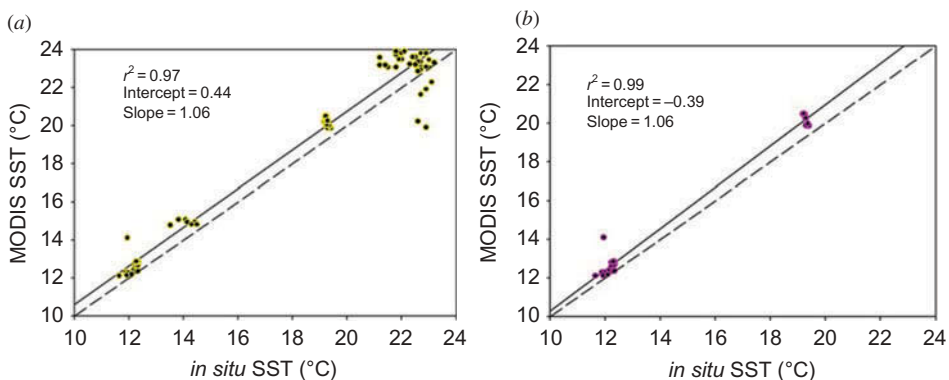 (a)
24
22
20
18
16
14
12
10
MODIS SST (°C)
r² = 0.97
Intercept = 0.44
Slope = 1.06
10 12 14 16 18 20 22 24
in situ SST (°C)
(b)
24
22
20
18
16
14
12
10
MODIS SST (°C)
r² = 0.99
Intercept = –0.39
Slope = 1.06
10 12 14 16 18 20 22 24
in situ SST (°C)